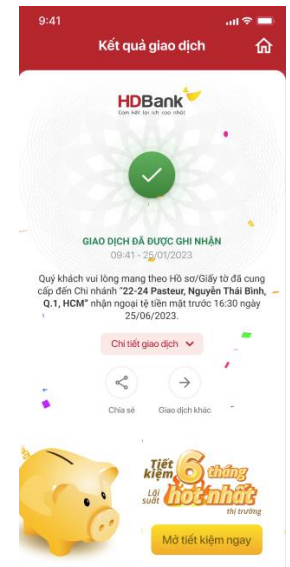 9:41
Kết quả giao dịch
HDBank
Cam kết lợi ích cao nhất
GIAO DỊCH ĐÃ ĐƯỢC GHI NHẬN
09:41 - 25/01/2023
Quý khách vui lòng mang theo Hồ sơ/Giấy tờ đã cung
cấp đến Chi nhánh "22-24 Pasteur, Nguyễn Thái Bình,
Q.1, HCM" nhận ngoại tệ tiền mặt trước 16:30 ngày
25/06/2023.
Chi tiết giao dịch
Chia sẻ
Giao dịch khác
Tiết kiệm 6 tháng
Lãi suất hot nhất
thị trường
Mở tiết kiệm ngay